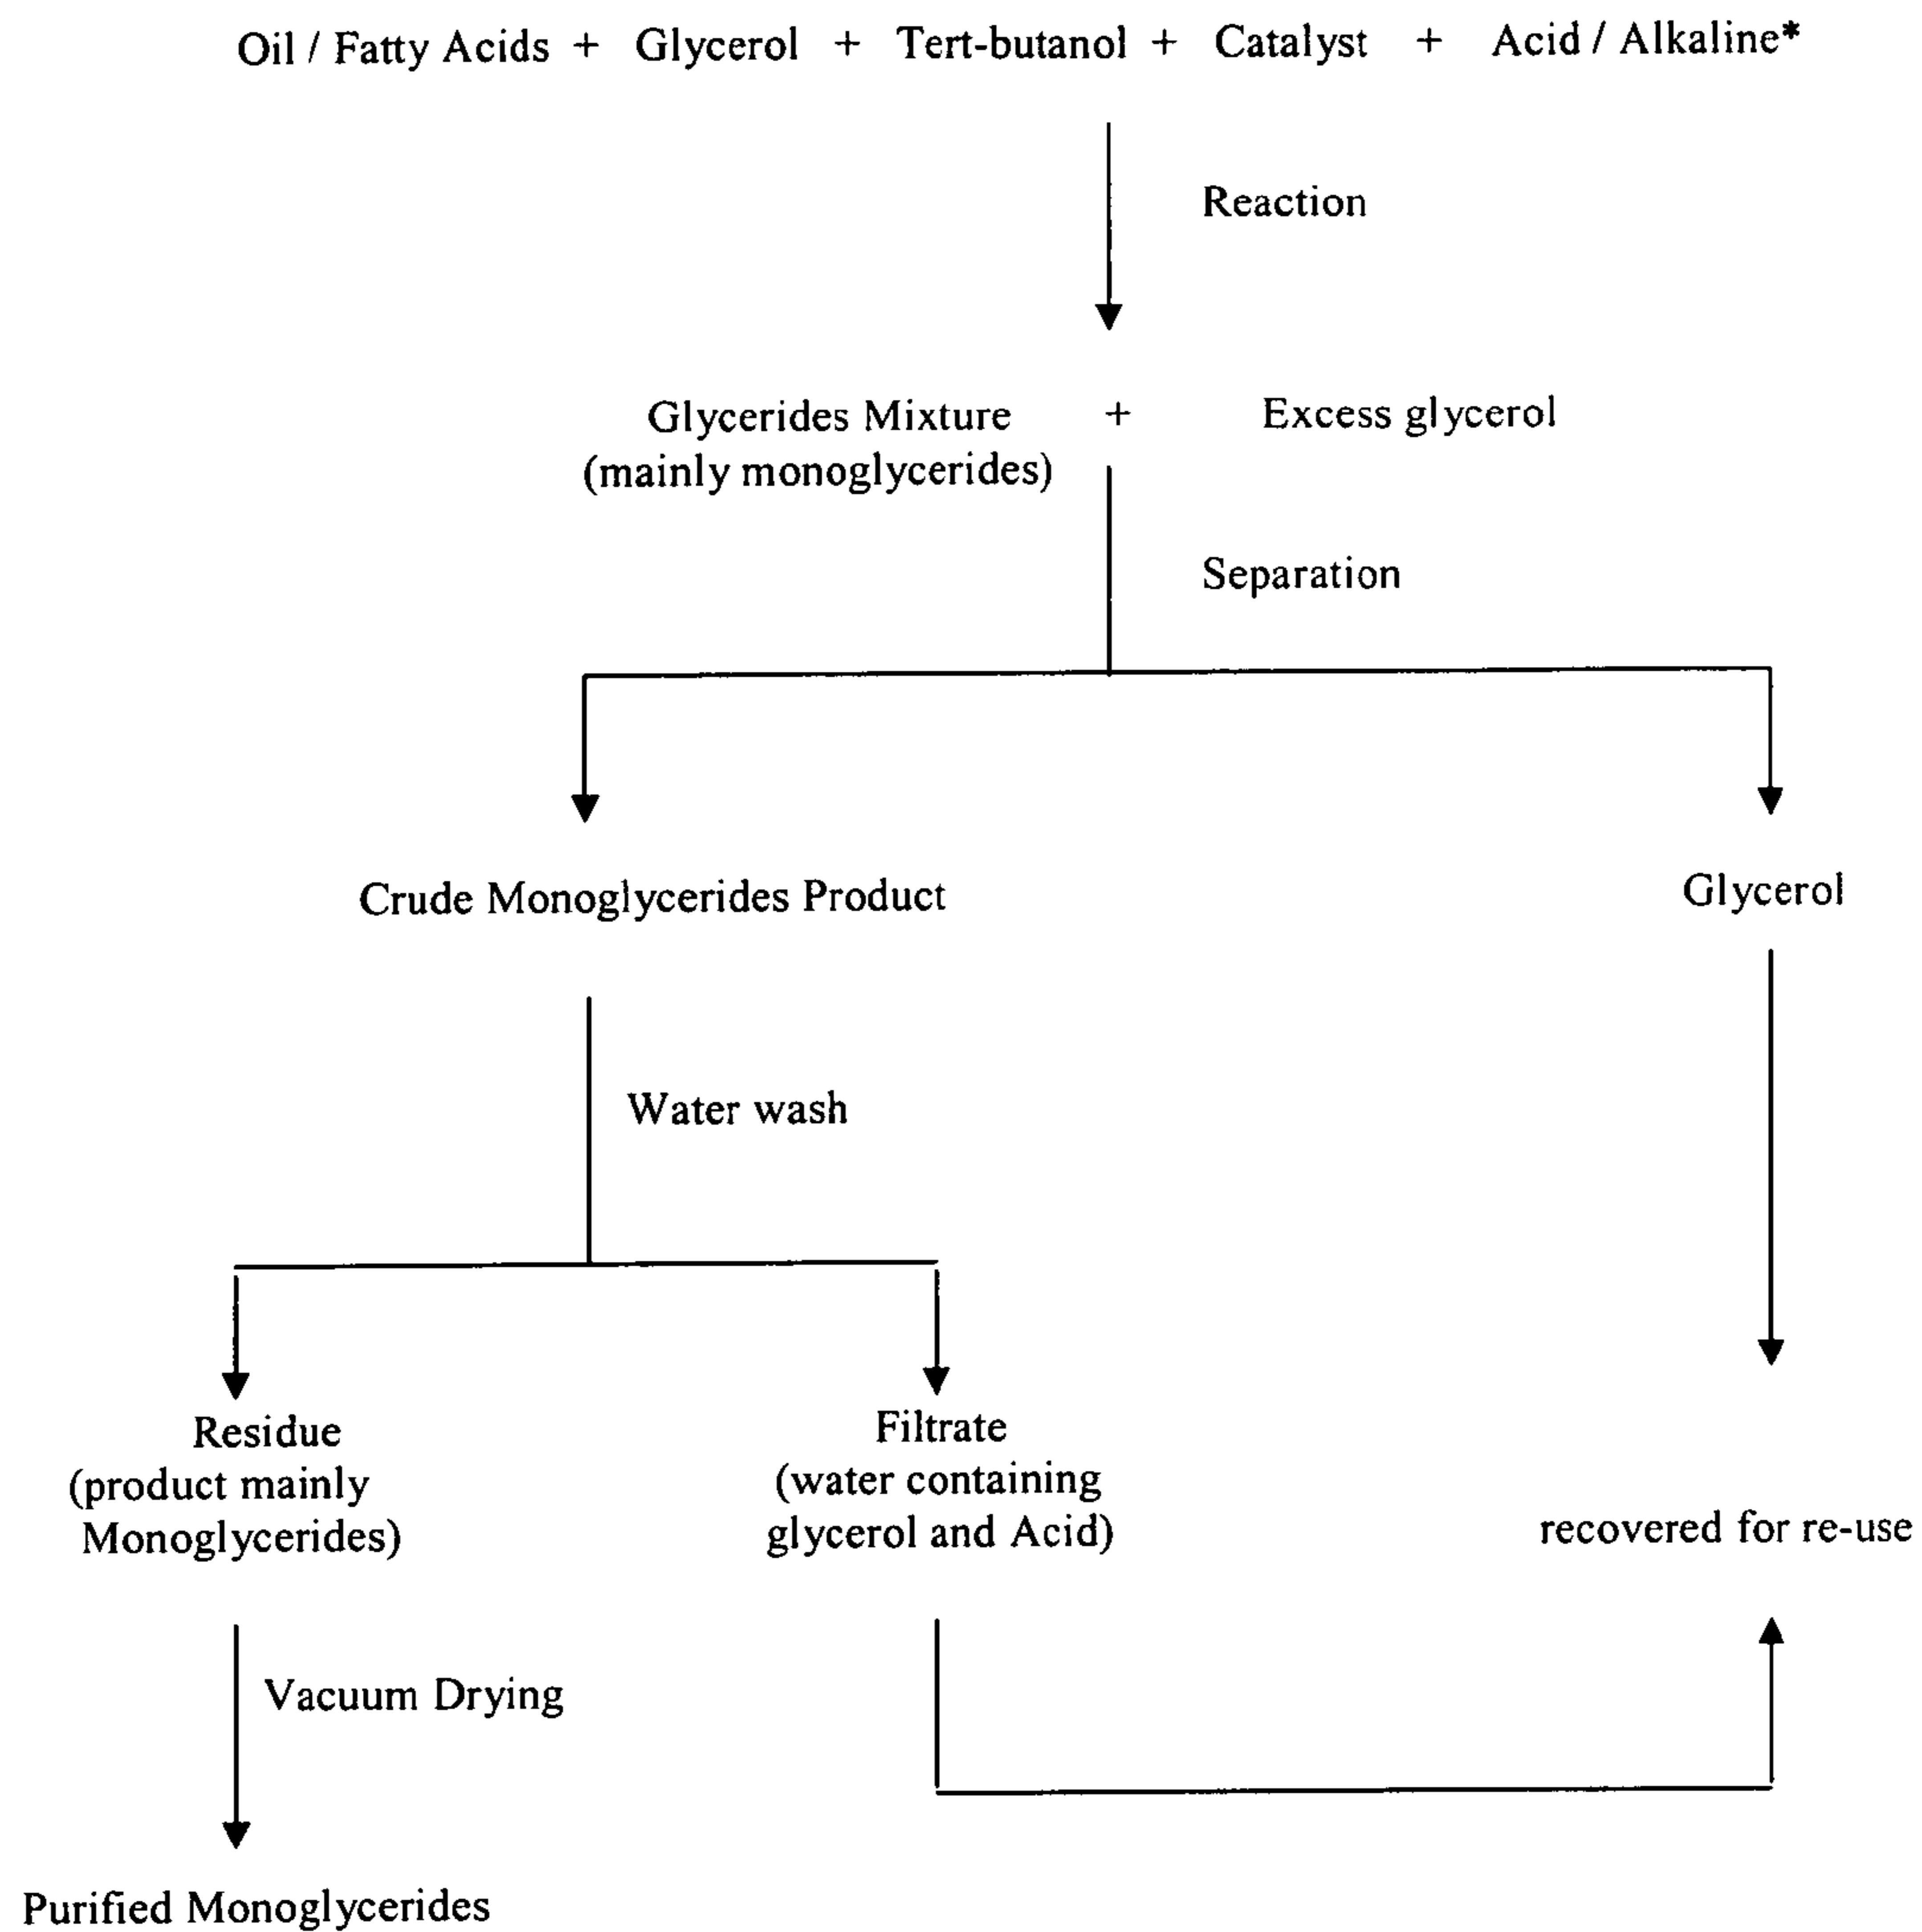 Oil / Fatty Acids + Glycerol + Tert-butanol + Catalyst + Acid / Alkaline*
Reaction
Glycerides Mixture + Excess glycerol
(mainly monoglycerides)
Separation
Crude Monoglycerides Product
Glycerol
Water wash
Residue
(product mainly
Monoglycerides)
Filtrate
(water containing
glycerol and Acid)
recovered for re-use
Vacuum Drying
Purified Monoglycerides